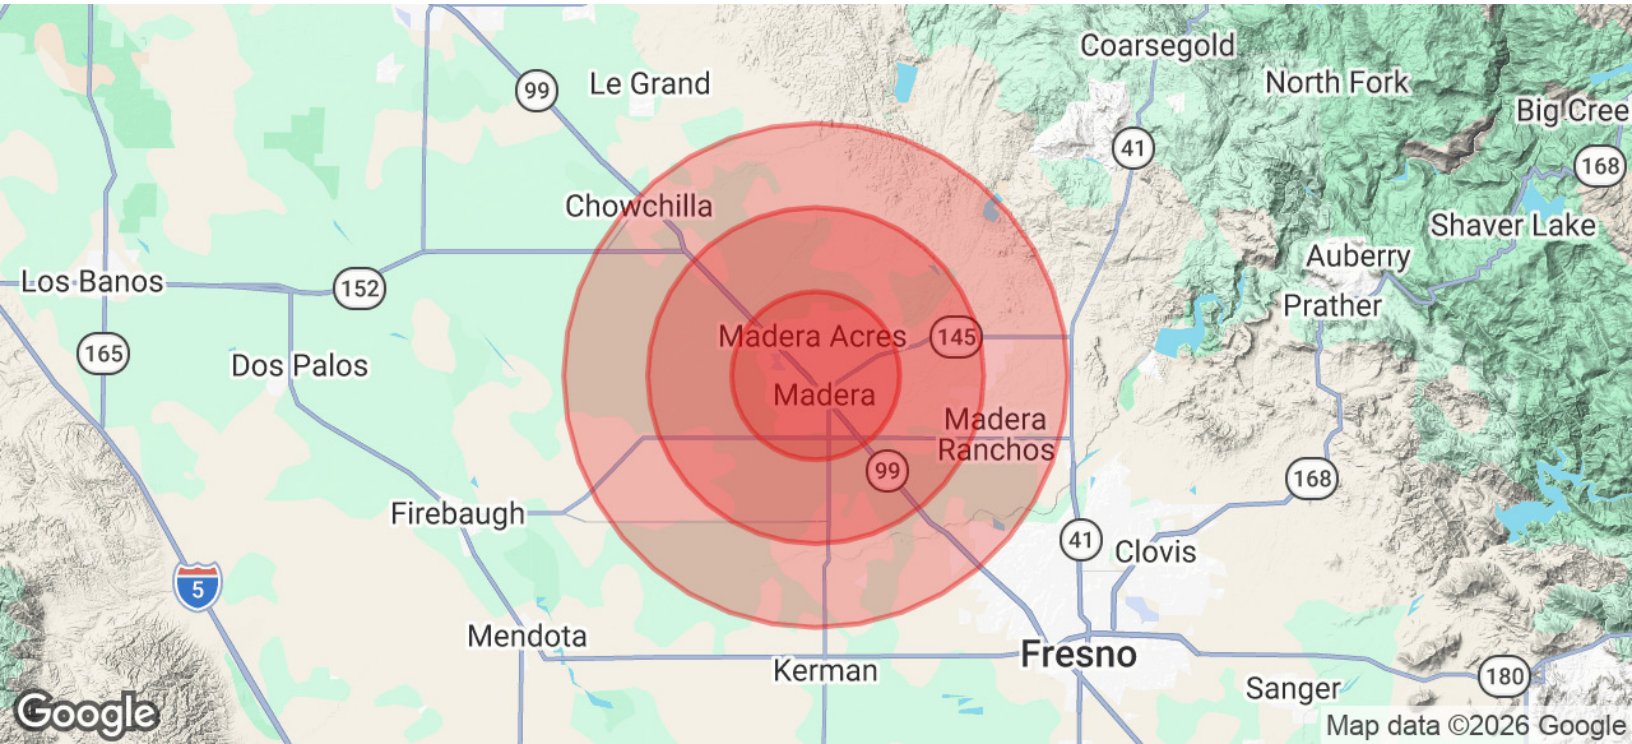 Coarsegold
Le Grand
North Fork
99
Big Cree
41
168
Chowchilla
Shaver Lake
Auberry
Los Banos
152
Prather
Madera Acres
145
165
Dos Palos
Madera
Madera
Ranchos
99
168
Firebaugh
41
Clovis
5
Mendota
Fresno
Kerman
180
Sanger
Google
Map data ©2026 Google